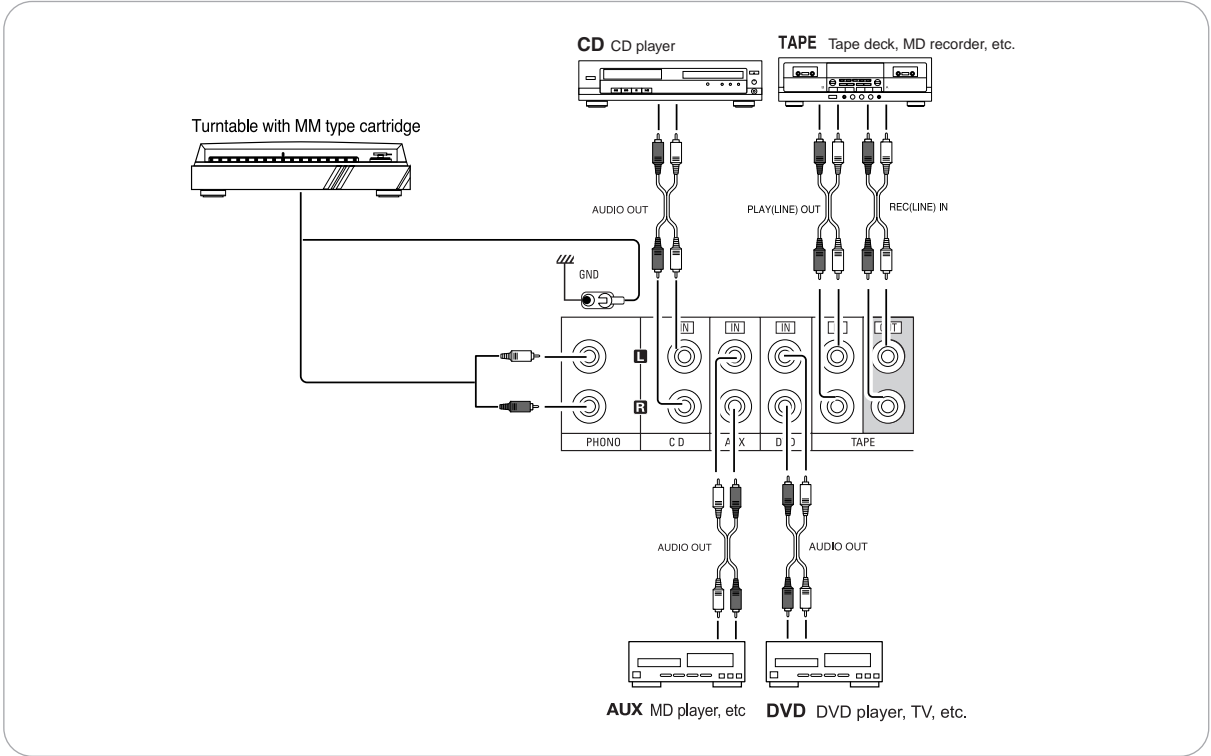 CD CD player
TAPE Tape deck, MD recorder, etc.
Turntable with MM type cartridge
AUDIO OUT
PLAY(LINE) OUT
REC(LINE) IN
GND
IN
IN
IN
L
R
PHONO
CD
TAPE
AUDIO OUT
AUDIO OUT
AUX MD player, etc
DVD DVD player, TV, etc.